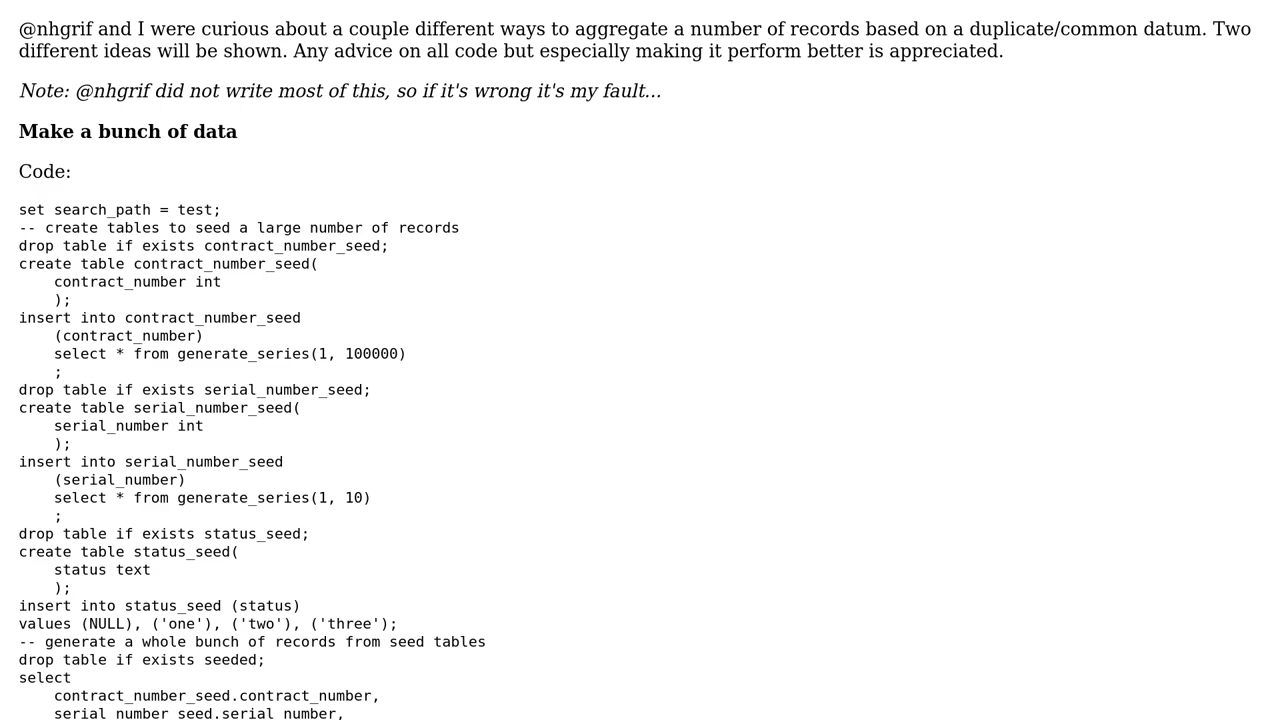 @nhgrif and I were curious about a couple different ways to aggregate a number of records based on a duplicate/common datum. Two
different ideas will be shown. Any advice on all code but especially making it perform better is appreciated.
Note: @nhgrif did not write most of this, so if it's wrong it's my fault...
Make a bunch of data
Code:
set search_path = test;
-- create tables to seed a large number of records
drop table if exists contract_number_seed;
create table contract_number_seed(
    contract_number int
    );
insert into contract_number_seed
    (contract_number)
    select * from generate_series(1, 100000)
    ;
drop table if exists serial_number_seed;
create table serial_number_seed(
    serial_number int
    );
insert into serial_number_seed
    (serial_number)
    select * from generate_series(1, 10)
    ;
drop table if exists status_seed;
create table status_seed(
    status text
    );
insert into status_seed (status)
values (NULL), ('one'), ('two'), ('three');
-- generate a whole bunch of records from seed tables
drop table if exists seeded;
select
    contract_number_seed.contract_number,
    serial_number_seed.serial_number,